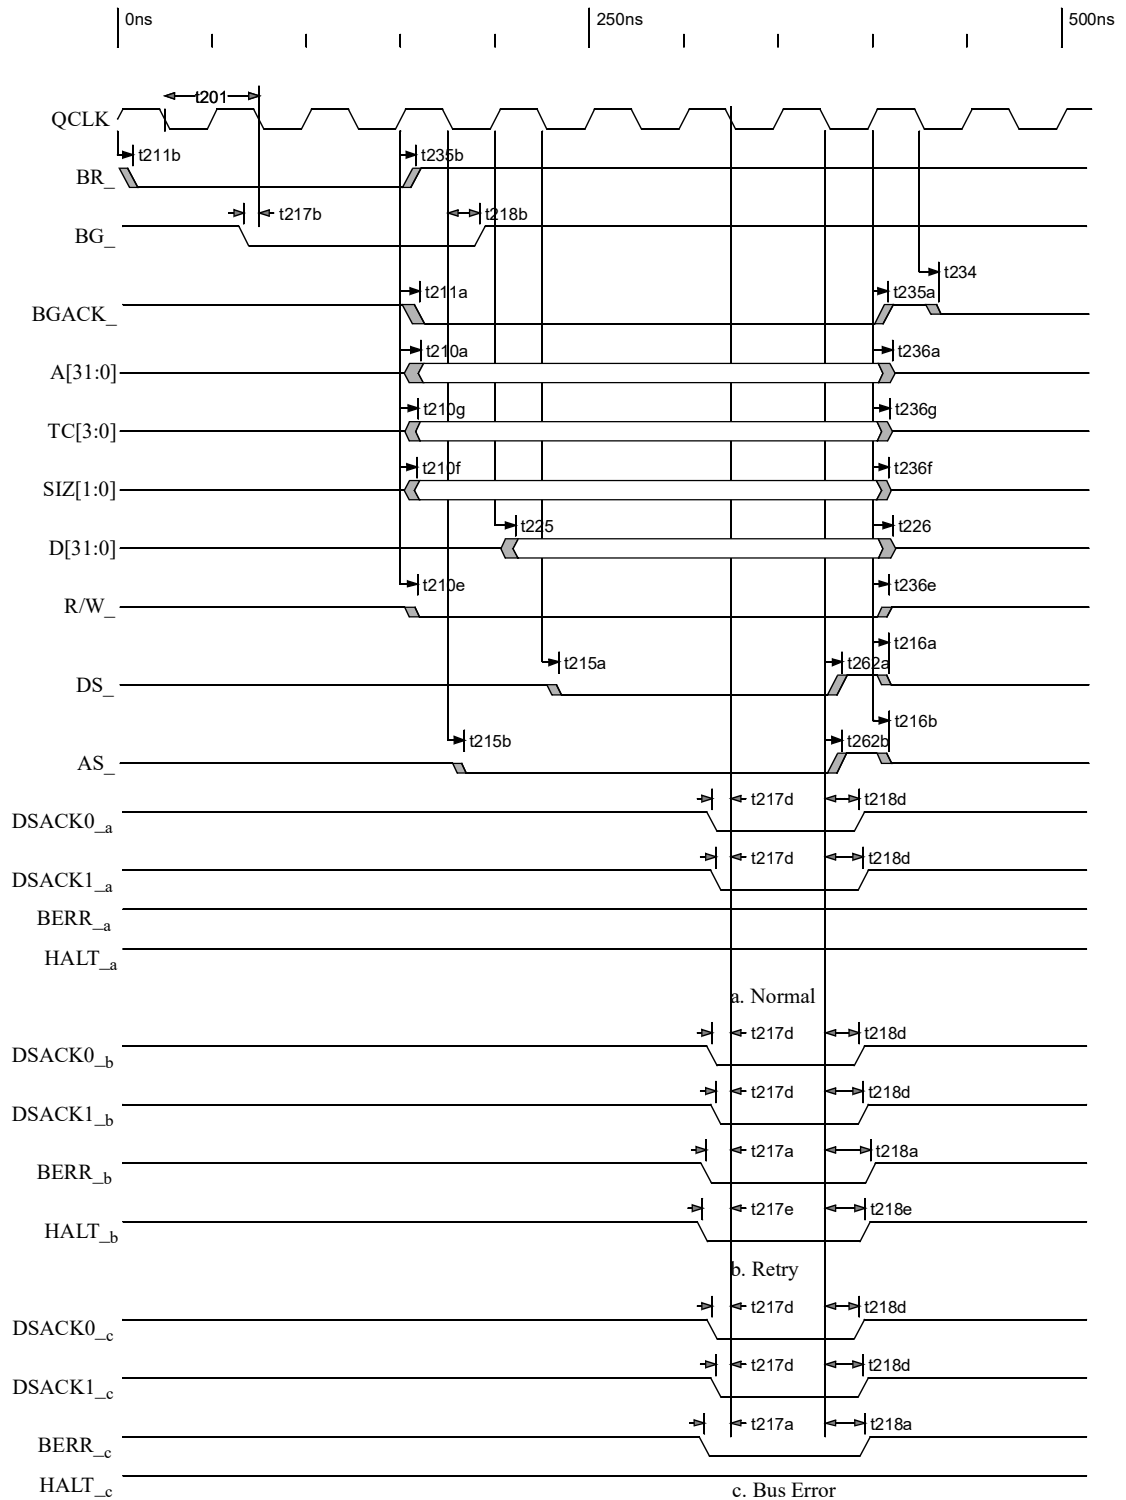 0ns 250ns 500ns
t201
QCLK
t211b t235b
BR_
t217b t218b
BG_
t234
t211a t235a
BGACK_
t210a t236a
A[31:0]
t210g t236g
TC[3:0]
t210f t236f
SIZ[1:0]
t225 t226
D[31:0]
t210e t236e
R/W_
t216a
t215a t262a
DS_
t216b
t215b t262b
AS_
t217d t218d
DSACK0_a
t217d t218d
DSACK1_a
BERR_a
HALT_a
a. Normal
t217d t218d
DSACK0_b
t217d t218d
DSACK1_b
t217a t218a
BERR_b
t217e t218e
HALT_b
b. Retry
t217d t218d
DSACK0_c
t217d t218d
DSACK1_c
t217a t218a
BERR_c
HALT_c
c. Bus Error